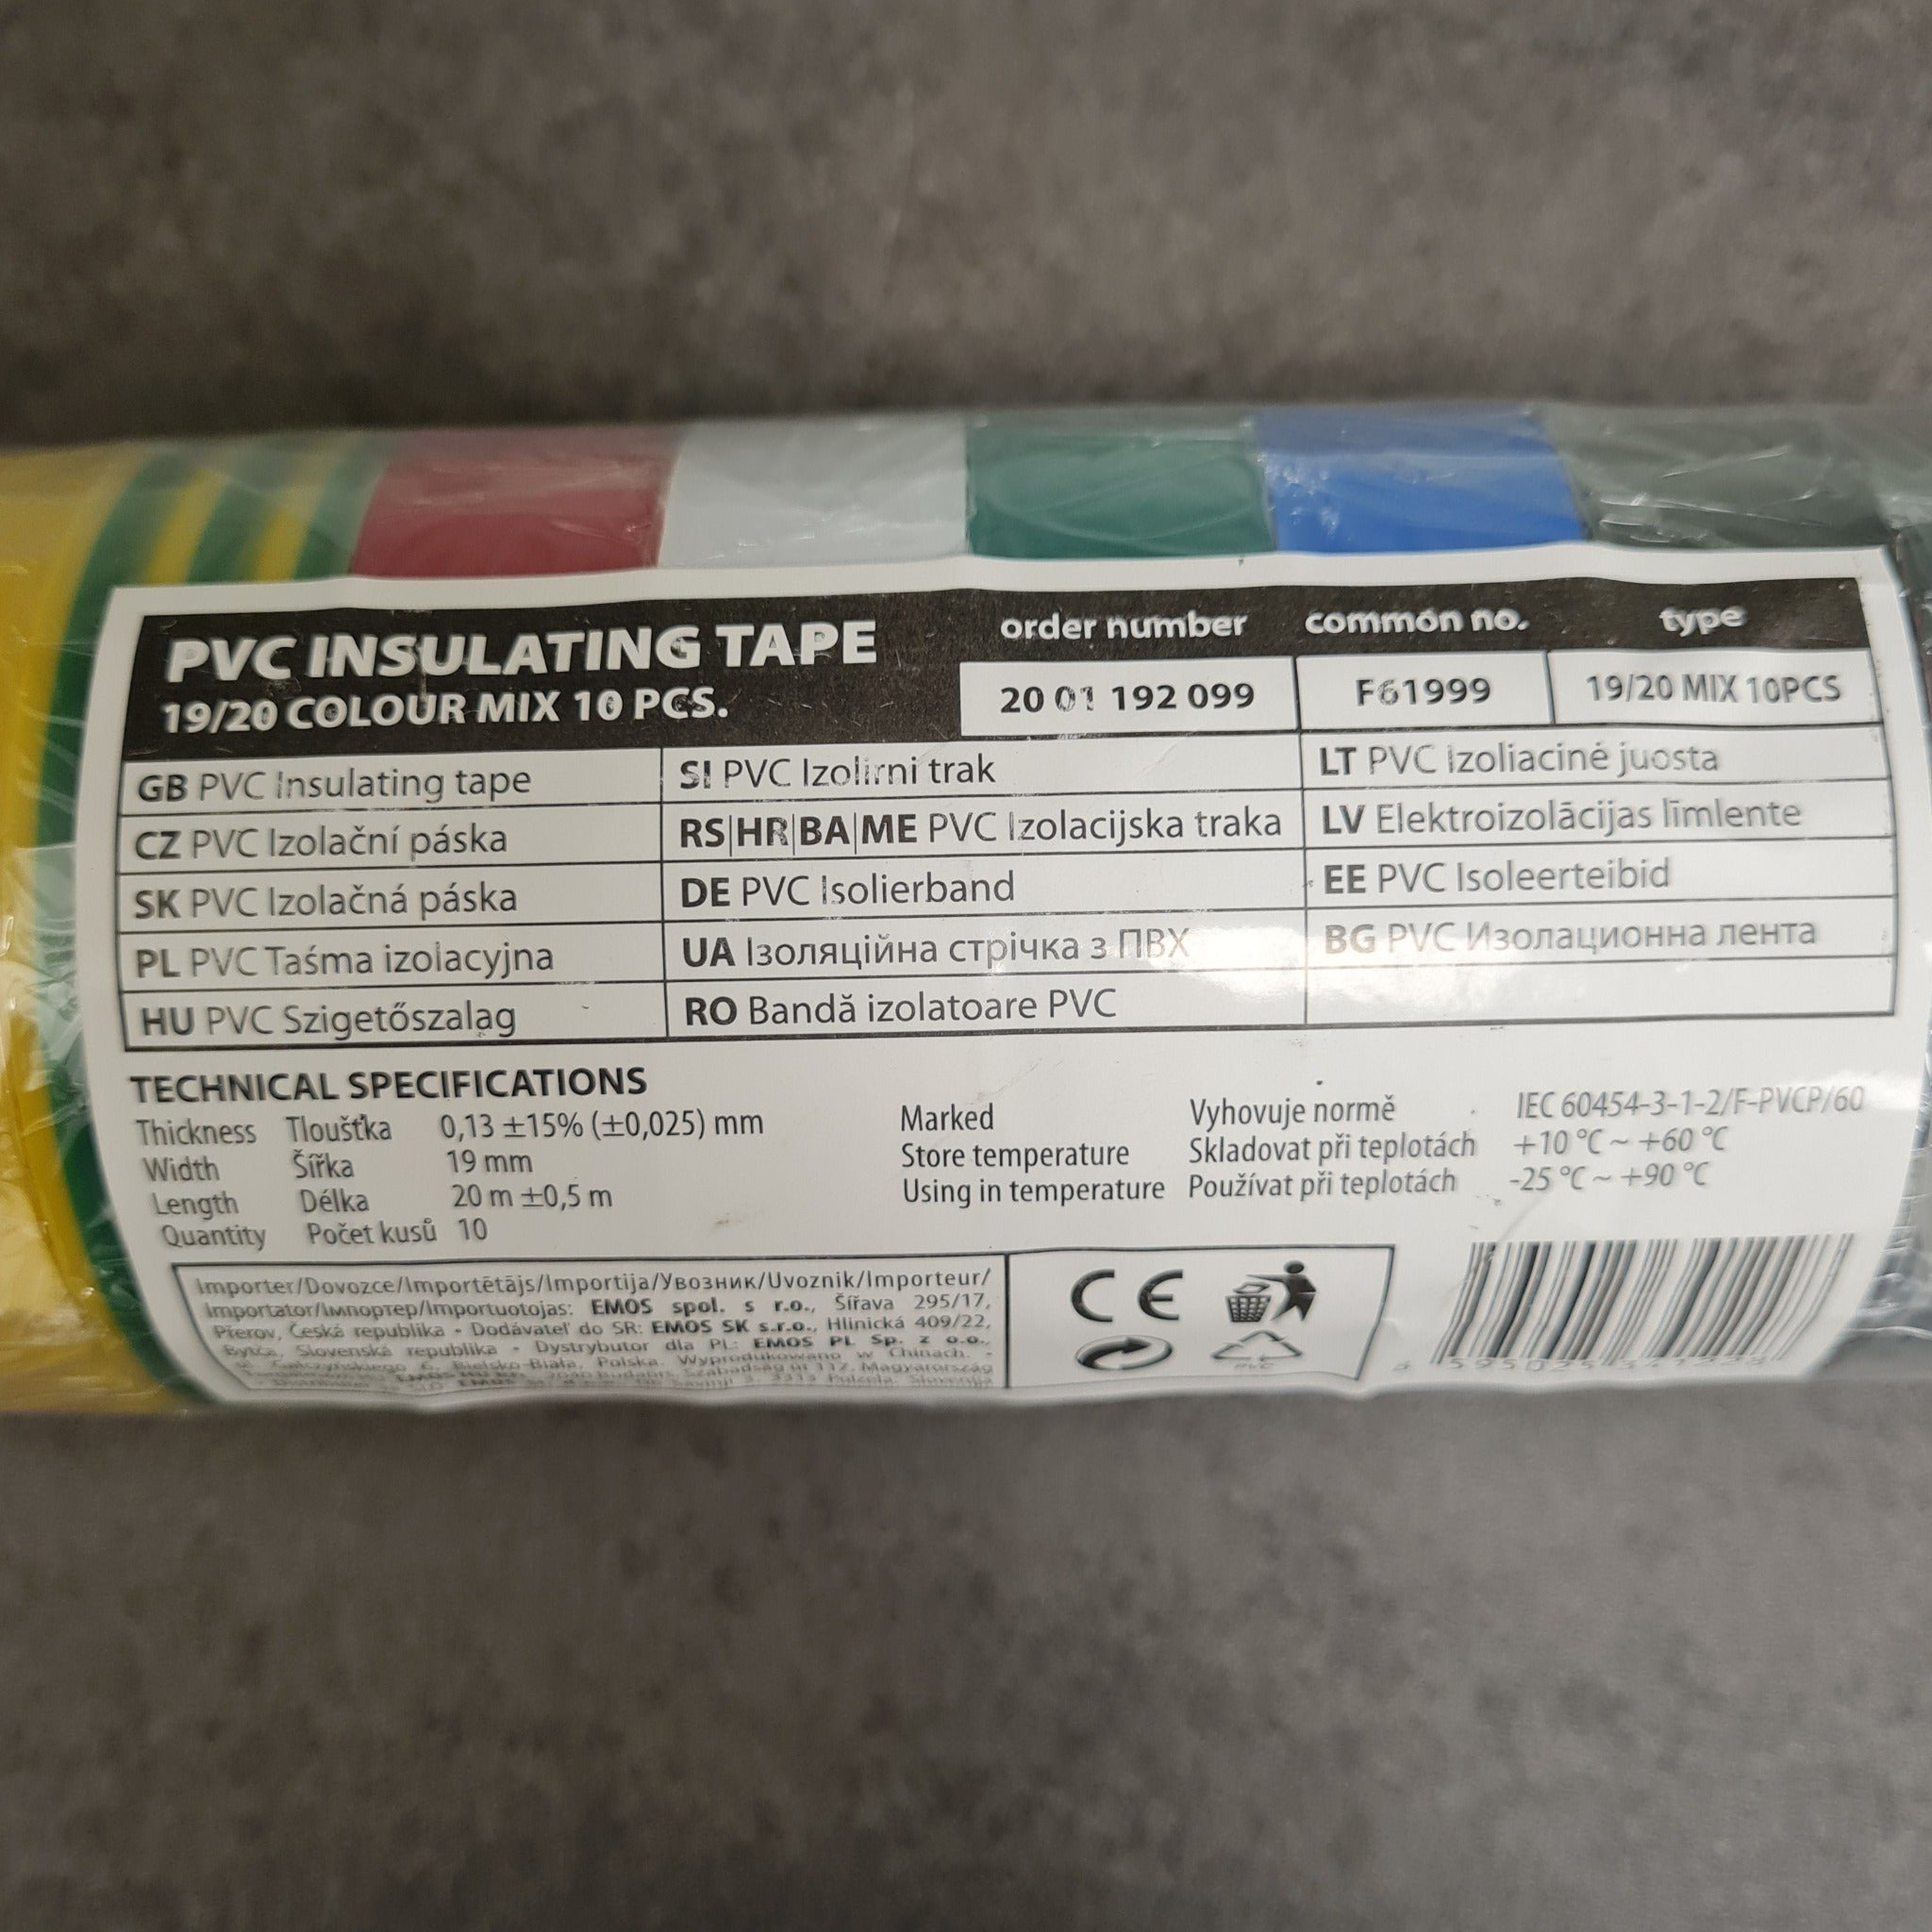 PVC INSULATING TAPE
19/20 COLOUR MIX 10 PCS.
order number common no. type
20 01 192 099 F61999 19/20 MIX 10PCS
GB PVC Insulating tape
CZ PVC Izolační páska
SK PVC Izolačná páska
PL PVC Taśma izolacyjna
HU PVC Szigetőszalag
SI PVC Izolirni trak
RS|HR|BA|ME PVC Izolacijska traka
DE PVC Isolierband
UA Ізоляційна стрічка з ПВХ
RO Bandă izolatoare PVC
LT PVC Izoliacinė juosta
LV Elektroizolācijas līmlente
EE PVC Isoleerteibid
BG PVC Изолационна лента
TECHNICAL SPECIFICATIONS
Thickness Tloušťka 0,13 ±15% (±0,025) mm
Width Šířka 19 mm
Length Délka 20 m ±0,5 m
Quantity Počet kusů 10
Marked Vyhovuje normě IEC 60454-3-1-2/F-PVCP/60
Store temperature Skladovat při teplotách +10 °C ~ +60 °C
Using in temperature Používat při teplotách -25 °C ~ +90 °C
Importer/Dovozce/Importētājs/Importija/Увозник/Uvoznik/Importeur/
Importator/Імпортер/Importuotojas: EMOS spol. s r.o., Šířava 295/17,
Přerov, Česká republika • Dodávateľ do SR: EMOS SK s.r.o., Hlinická 409/22,
Bytča, Slovenská republika • Dystrybutor dla PL: EMOS PL Sp. z o.o.,
Bielsko-Biała, Polska. Wyprodukowano w Chinach. •
CE
PVC